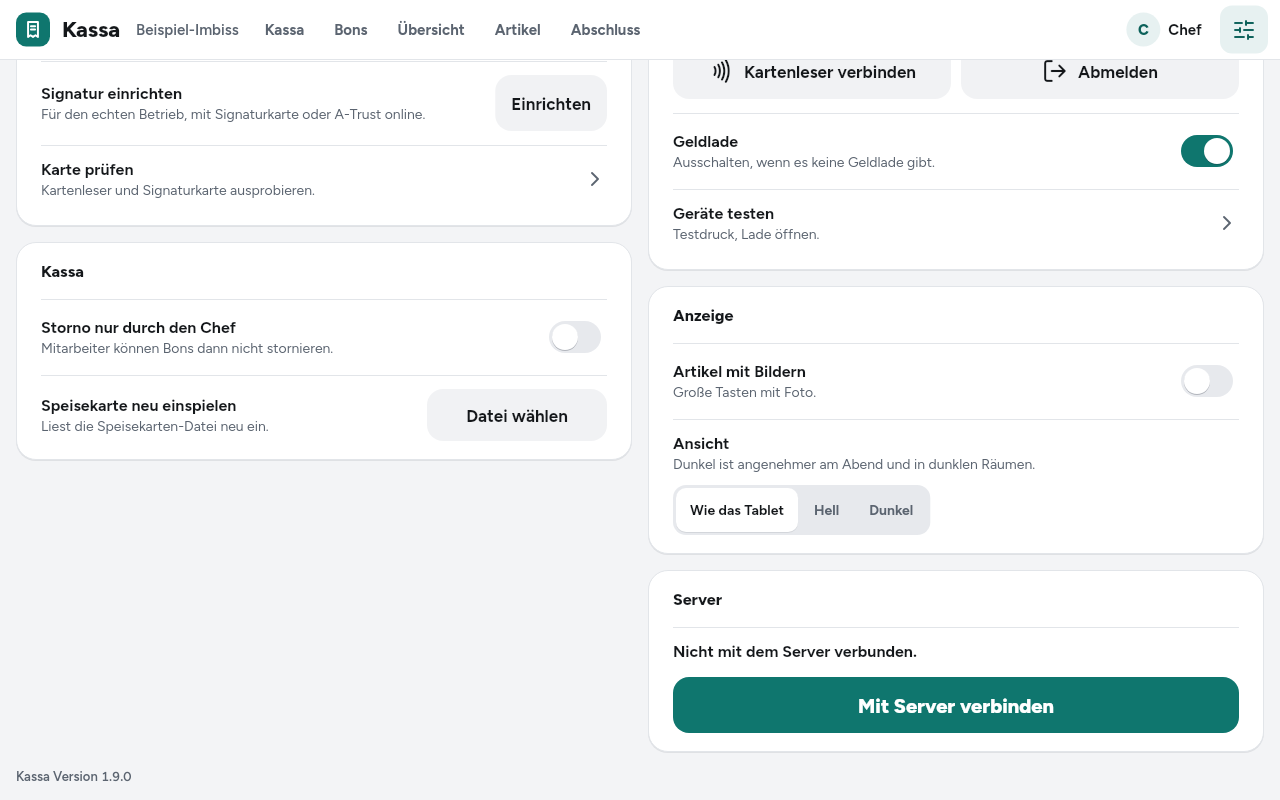 Kassa
Beispiel-Imbiss
Kassa
Bons
Übersicht
Artikel
Abschluss
C
Chef
Signatur einrichten
Für den echten Betrieb, mit Signaturkarte oder A-Trust online.
Einrichten
Karte prüfen
Kartenleser und Signaturkarte ausprobieren.
Kassa
Storno nur durch den Chef
Mitarbeiter können Bons dann nicht stornieren.
Speisekarte neu einspielen
Liest die Speisekarten-Datei neu ein.
Datei wählen
Kartenleser verbinden
Abmelden
Geldlade
Ausschalten, wenn es keine Geldlade gibt.
Geräte testen
Testdruck, Lade öffnen.
Anzeige
Artikel mit Bildern
Große Tasten mit Foto.
Ansicht
Dunkel ist angenehmer am Abend und in dunklen Räumen.
Wie das Tablet
Hell
Dunkel
Server
Nicht mit dem Server verbunden.
Mit Server verbinden
Kassa Version 1.9.0